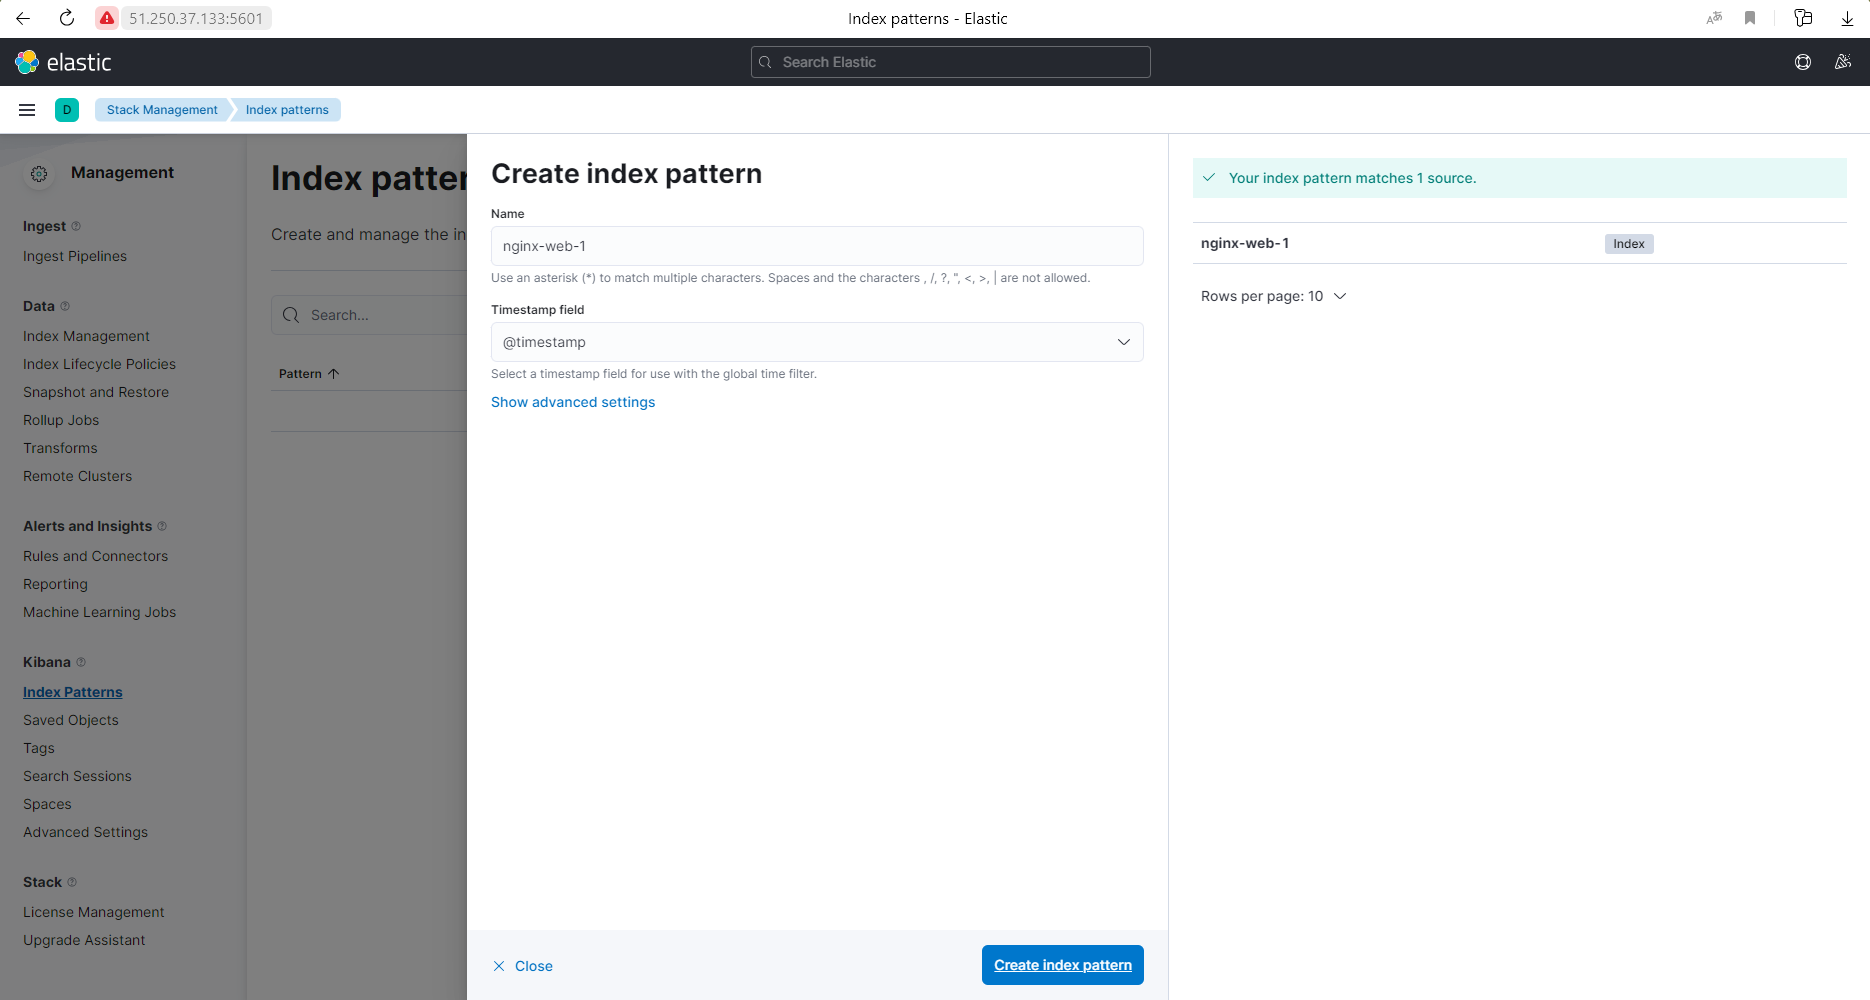 51.250.37.133:5601
Index patterns - Elastic
elastic
Search Elastic
D
Stack Management
Index patterns
Management
Ingest
Ingest Pipelines
Data
Index Management
Index Lifecycle Policies
Snapshot and Restore
Rollup Jobs
Transforms
Remote Clusters
Alerts and Insights
Rules and Connectors
Reporting
Machine Learning Jobs
Kibana
Index Patterns
Saved Objects
Tags
Search Sessions
Spaces
Advanced Settings
Stack
License Management
Upgrade Assistant
Index patter
Create and manage the in
Search...
Pattern
Create index pattern
Name
nginx-web-1
Use an asterisk (*) to match multiple characters. Spaces and the characters , /, ?, ", <, >, | are not allowed.
Timestamp field
@timestamp
Select a timestamp field for use with the global time filter.
Show advanced settings
Close
Create index pattern
Your index pattern matches 1 source.
nginx-web-1 Index
Rows per page: 10